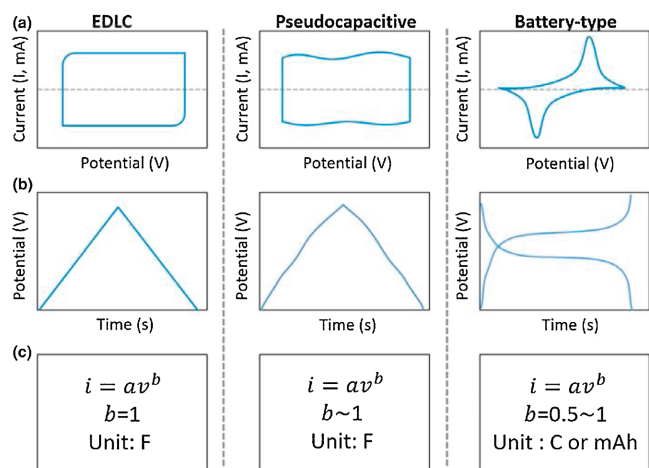 (a) EDLC Pseudocapacitive Battery-type
Current (I, mA) Current (I, mA) Current (I, mA)
Potential (V) Potential (V) Potential (V)
(b)
Potential (V) Potential (V) Potential (V)
Time (s) Time (s) Time (s)
(c)
i = av^b i = av^b i = av^b
b=1 b~1 b=0.5~1
Unit: F Unit: F Unit : C or mAh